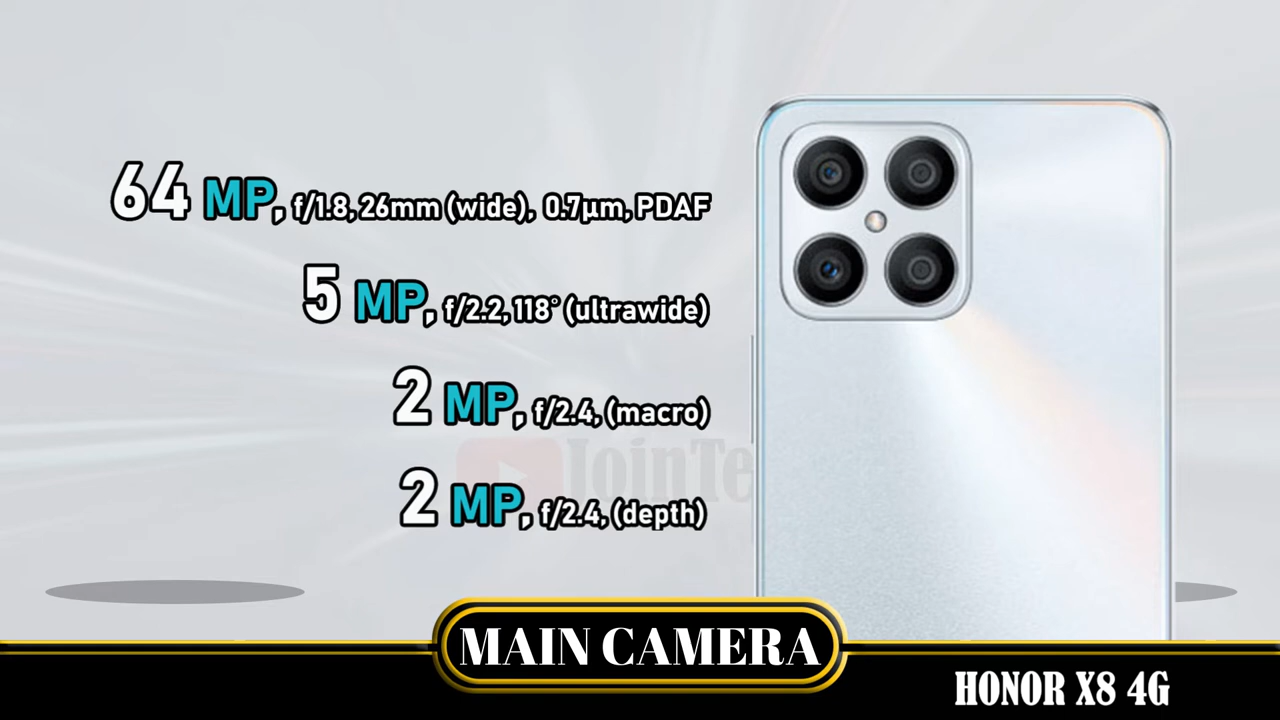 64 MP, f/1.8, 26mm (wide), 0.7µm, PDAF
5 MP, f/2.2, 118° (ultrawide)
2 MP, f/2.4, (macro)
JoinTe
2 MP, f/2.4, (depth)
MAIN CAMERA
HONOR X8 4G